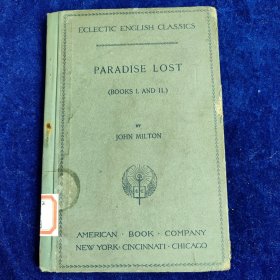 ECLECTIC ENGLISH CLASSICS
PARADISE LOST
(BOOKS I. AND II.)
BY
JOHN MILTON
AMERICAN · BOOK · COMPANY
NEW YORK · CINCINNATI · CHICAGO